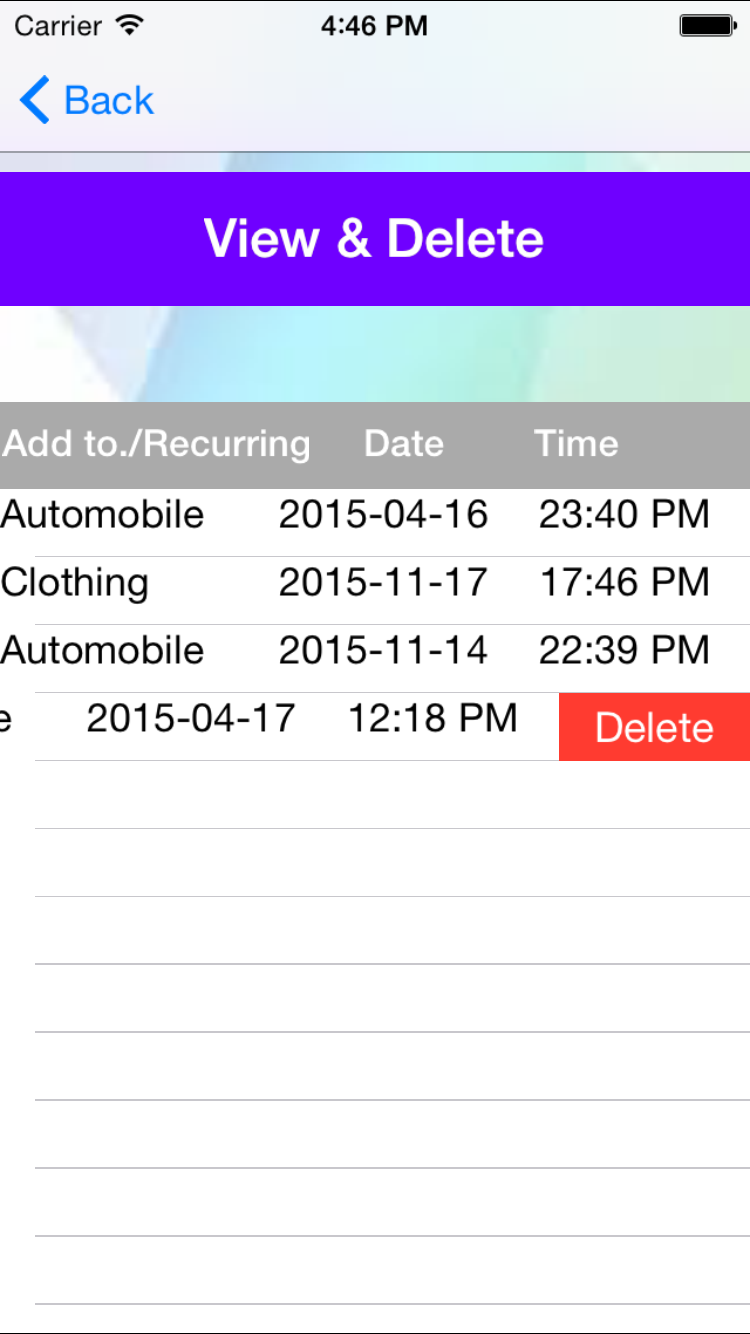 Carrier 4:46 PM
Back
View & Delete
Add to./Recurring Date Time
Automobile 2015-04-16 23:40 PM
Clothing 2015-11-17 17:46 PM
Automobile 2015-11-14 22:39 PM
e 2015-04-17 12:18 PM Delete